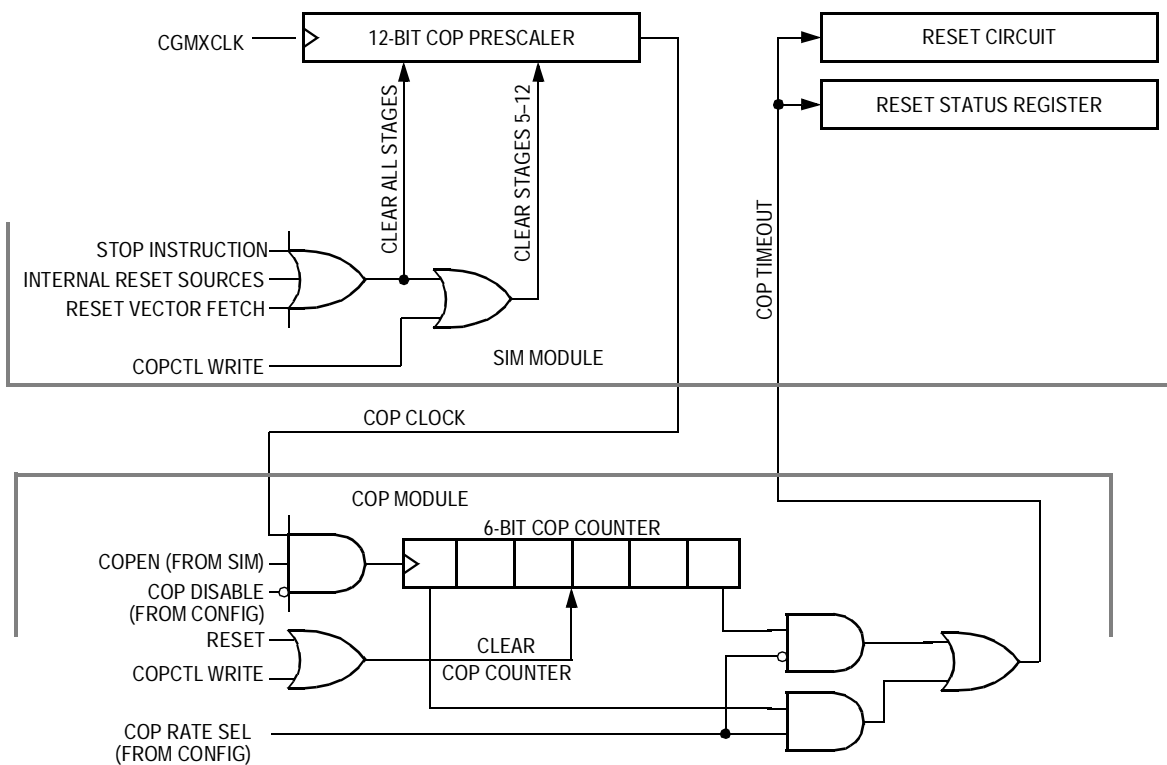 CGMXCLK
12-BIT COP PRESCALER
RESET CIRCUIT
RESET STATUS REGISTER
CLEAR ALL STAGES
CLEAR STAGES 5–12
COP TIMEOUT
STOP INSTRUCTION
INTERNAL RESET SOURCES
RESET VECTOR FETCH
COPCTL WRITE
SIM MODULE
COP CLOCK
COP MODULE
6-BIT COP COUNTER
COPEN (FROM SIM)
COP DISABLE
(FROM CONFIG)
RESET
COPCTL WRITE
CLEAR
COP COUNTER
COP RATE SEL
(FROM CONFIG)